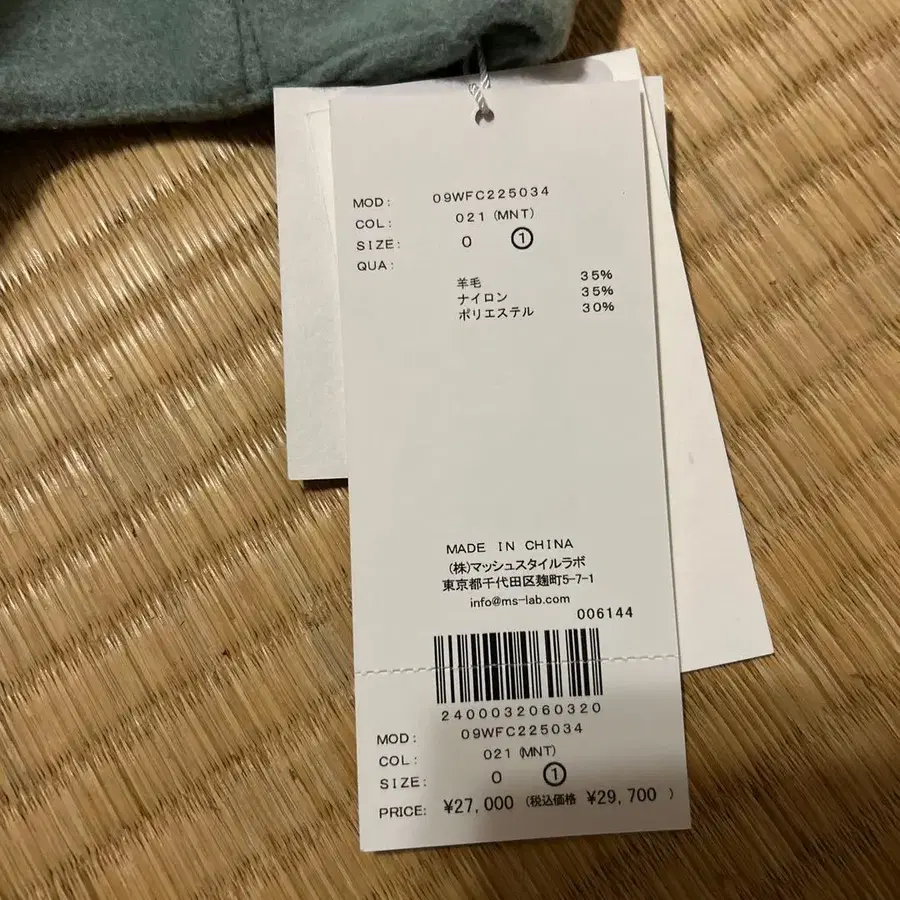 MOD: 09WFC225034
COL: 021 (MNT)
SIZE: 0 ①
QUA:
羊毛 35%
ナイロン 35%
ポリエステル 30%
MADE IN CHINA
(株)マッシュスタイルラボ
東京都千代田区麹町5-7-1
info@ms-lab.com
006144
2400032060320
MOD: 09WFC225034
COL: 021 (MNT)
SIZE: 0 ①
PRICE: ¥27,000 (税込価格 ¥29,700 )